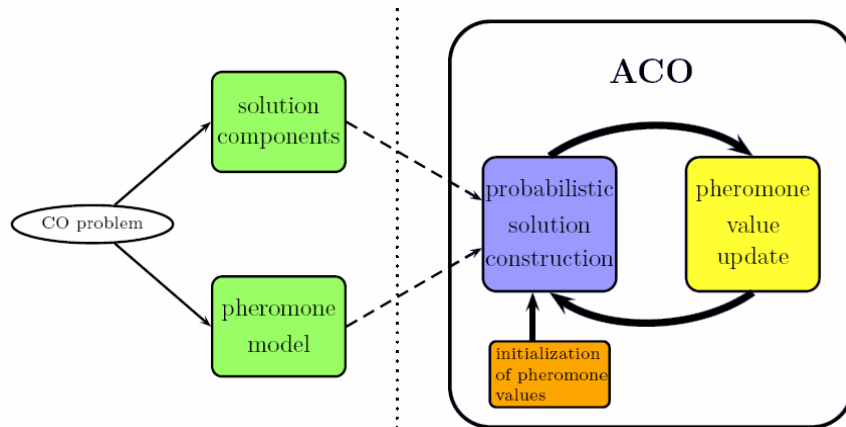 ACO
solution
components
CO problem
probabilistic
solution
construction
pheromone
value
update
pheromone
model
initialization
of pheromone
values